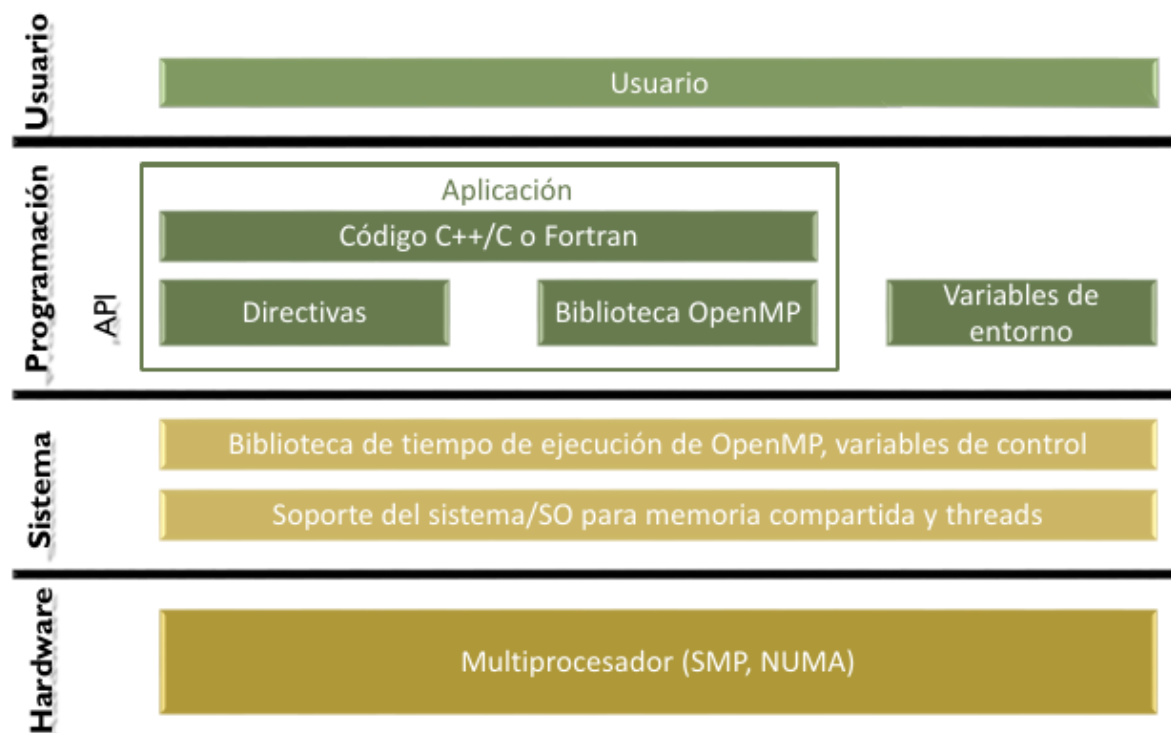 Usuario
Usuario
Programación
API
Aplicación
Código C++/C o Fortran
Directivas
Biblioteca OpenMP
Variables de
entorno
Sistema
Biblioteca de tiempo de ejecución de OpenMP, variables de control
Soporte del sistema/SO para memoria compartida y threads
Hardware
Multiprocesador (SMP, NUMA)